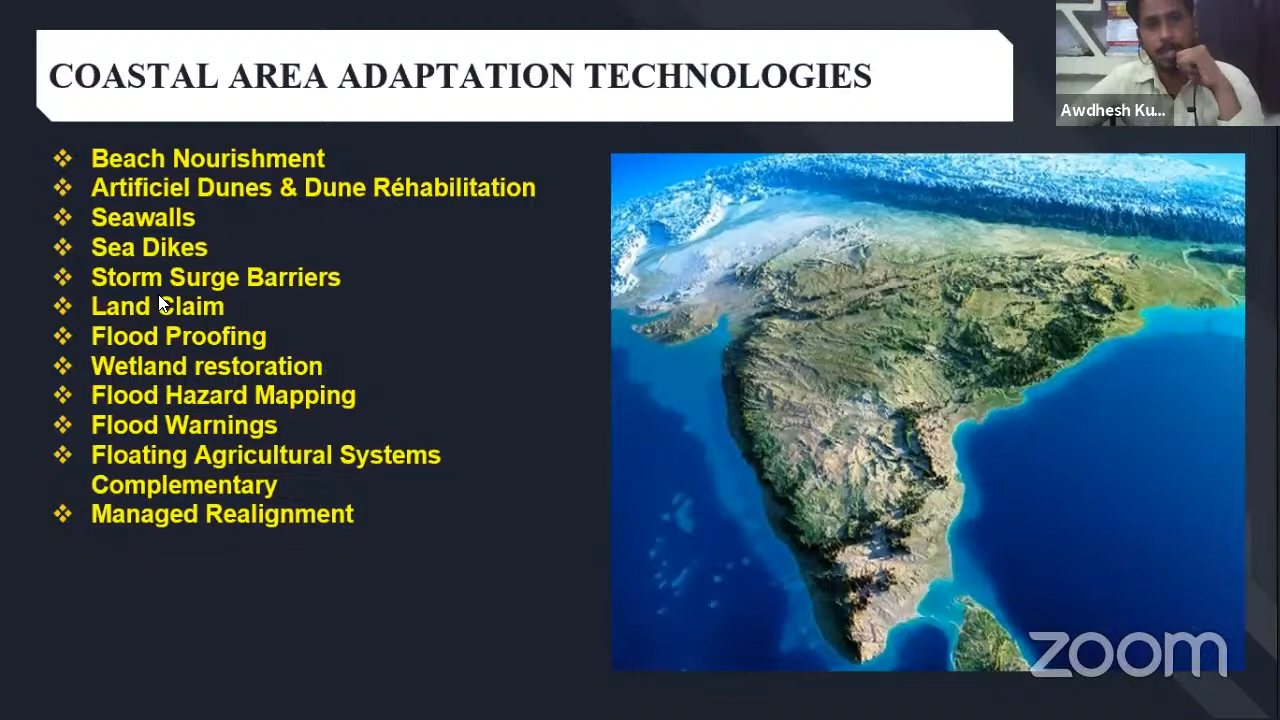 COASTAL AREA ADAPTATION TECHNOLOGIES
Awdhesh Ku...
❖ Beach Nourishment
❖ Artificiel Dunes & Dune Réhabilitation
❖ Seawalls
❖ Sea Dikes
❖ Storm Surge Barriers
❖ Land Claim
❖ Flood Proofing
❖ Wetland restoration
❖ Flood Hazard Mapping
❖ Flood Warnings
❖ Floating Agricultural Systems
Complementary
❖ Managed Realignment
zoom